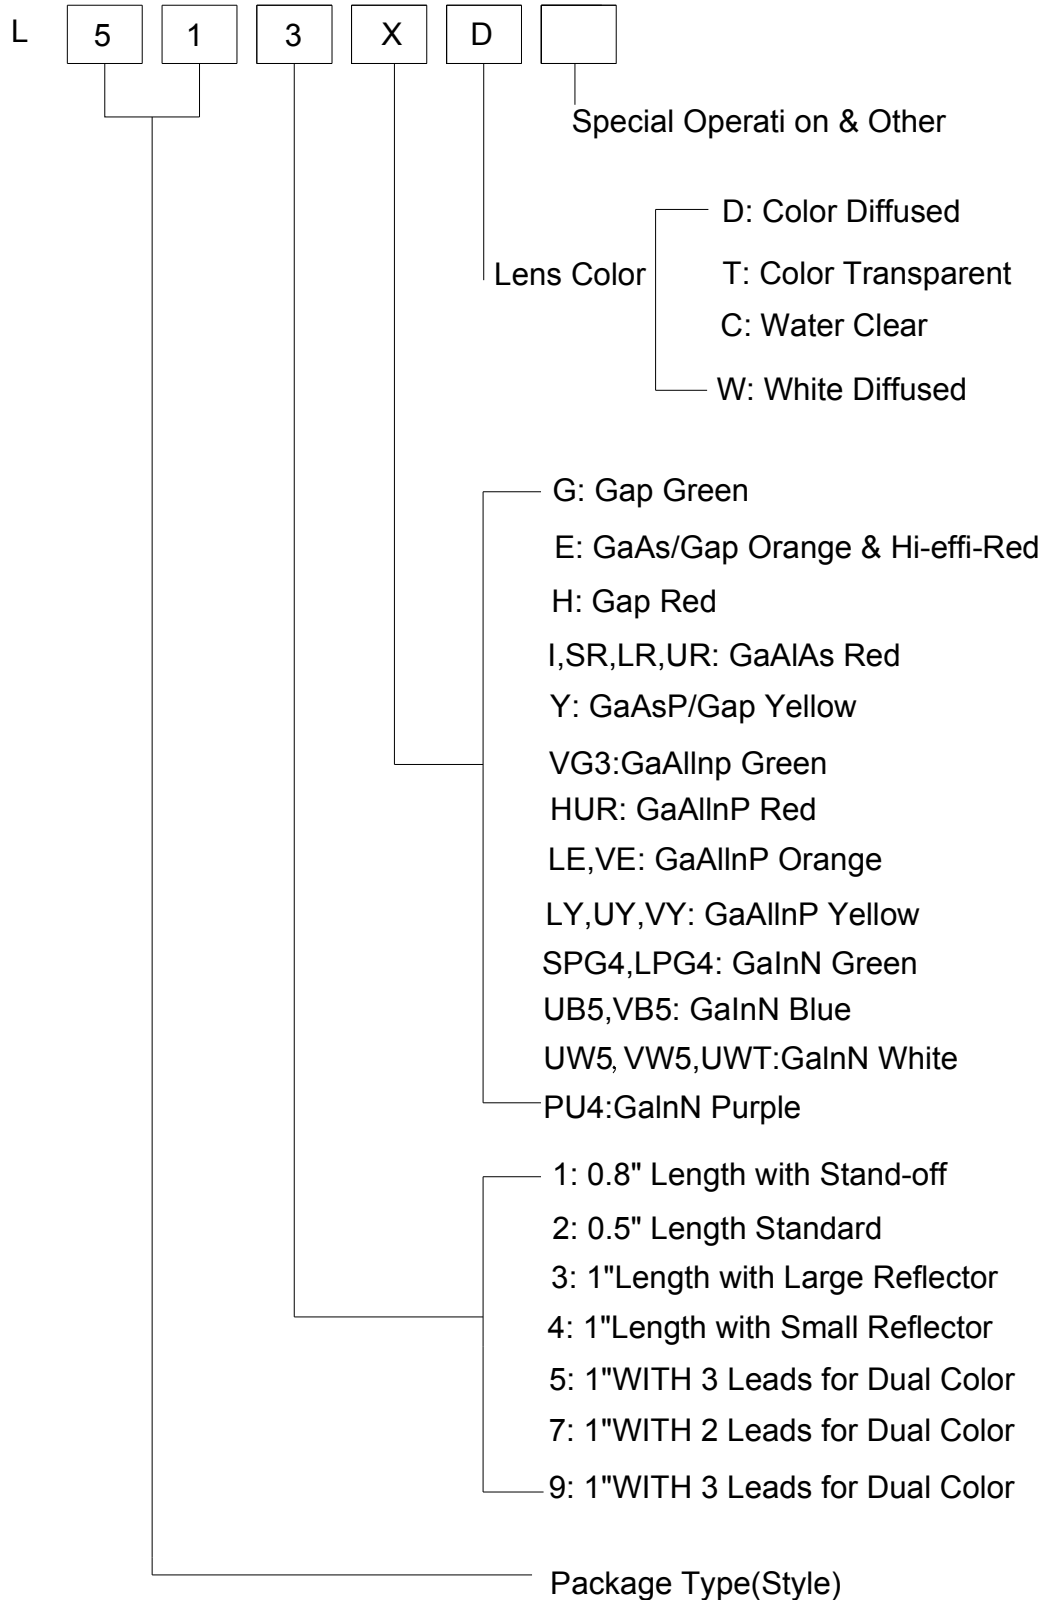 L 5 1 3 X D
Special Operati on & Other
D: Color Diffused
Lens Color
T: Color Transparent
C: Water Clear
W: White Diffused
G: Gap Green
E: GaAs/Gap Orange & Hi-effi-Red
H: Gap Red
I,SR,LR,UR: GaAlAs Red
Y: GaAsP/Gap Yellow
VG3:GaAllnp Green
HUR: GaAllnP Red
LE,VE: GaAllnP Orange
LY,UY,VY: GaAllnP Yellow
SPG4,LPG4: GaInN Green
UB5,VB5: GaInN Blue
UW5, VW5,UWT:GaInN White
PU4:GaInN Purple
1: 0.8" Length with Stand-off
2: 0.5" Length Standard
3: 1"Length with Large Reflector
4: 1"Length with Small Reflector
5: 1"WITH 3 Leads for Dual Color
7: 1"WITH 2 Leads for Dual Color
9: 1"WITH 3 Leads for Dual Color
Package Type(Style)